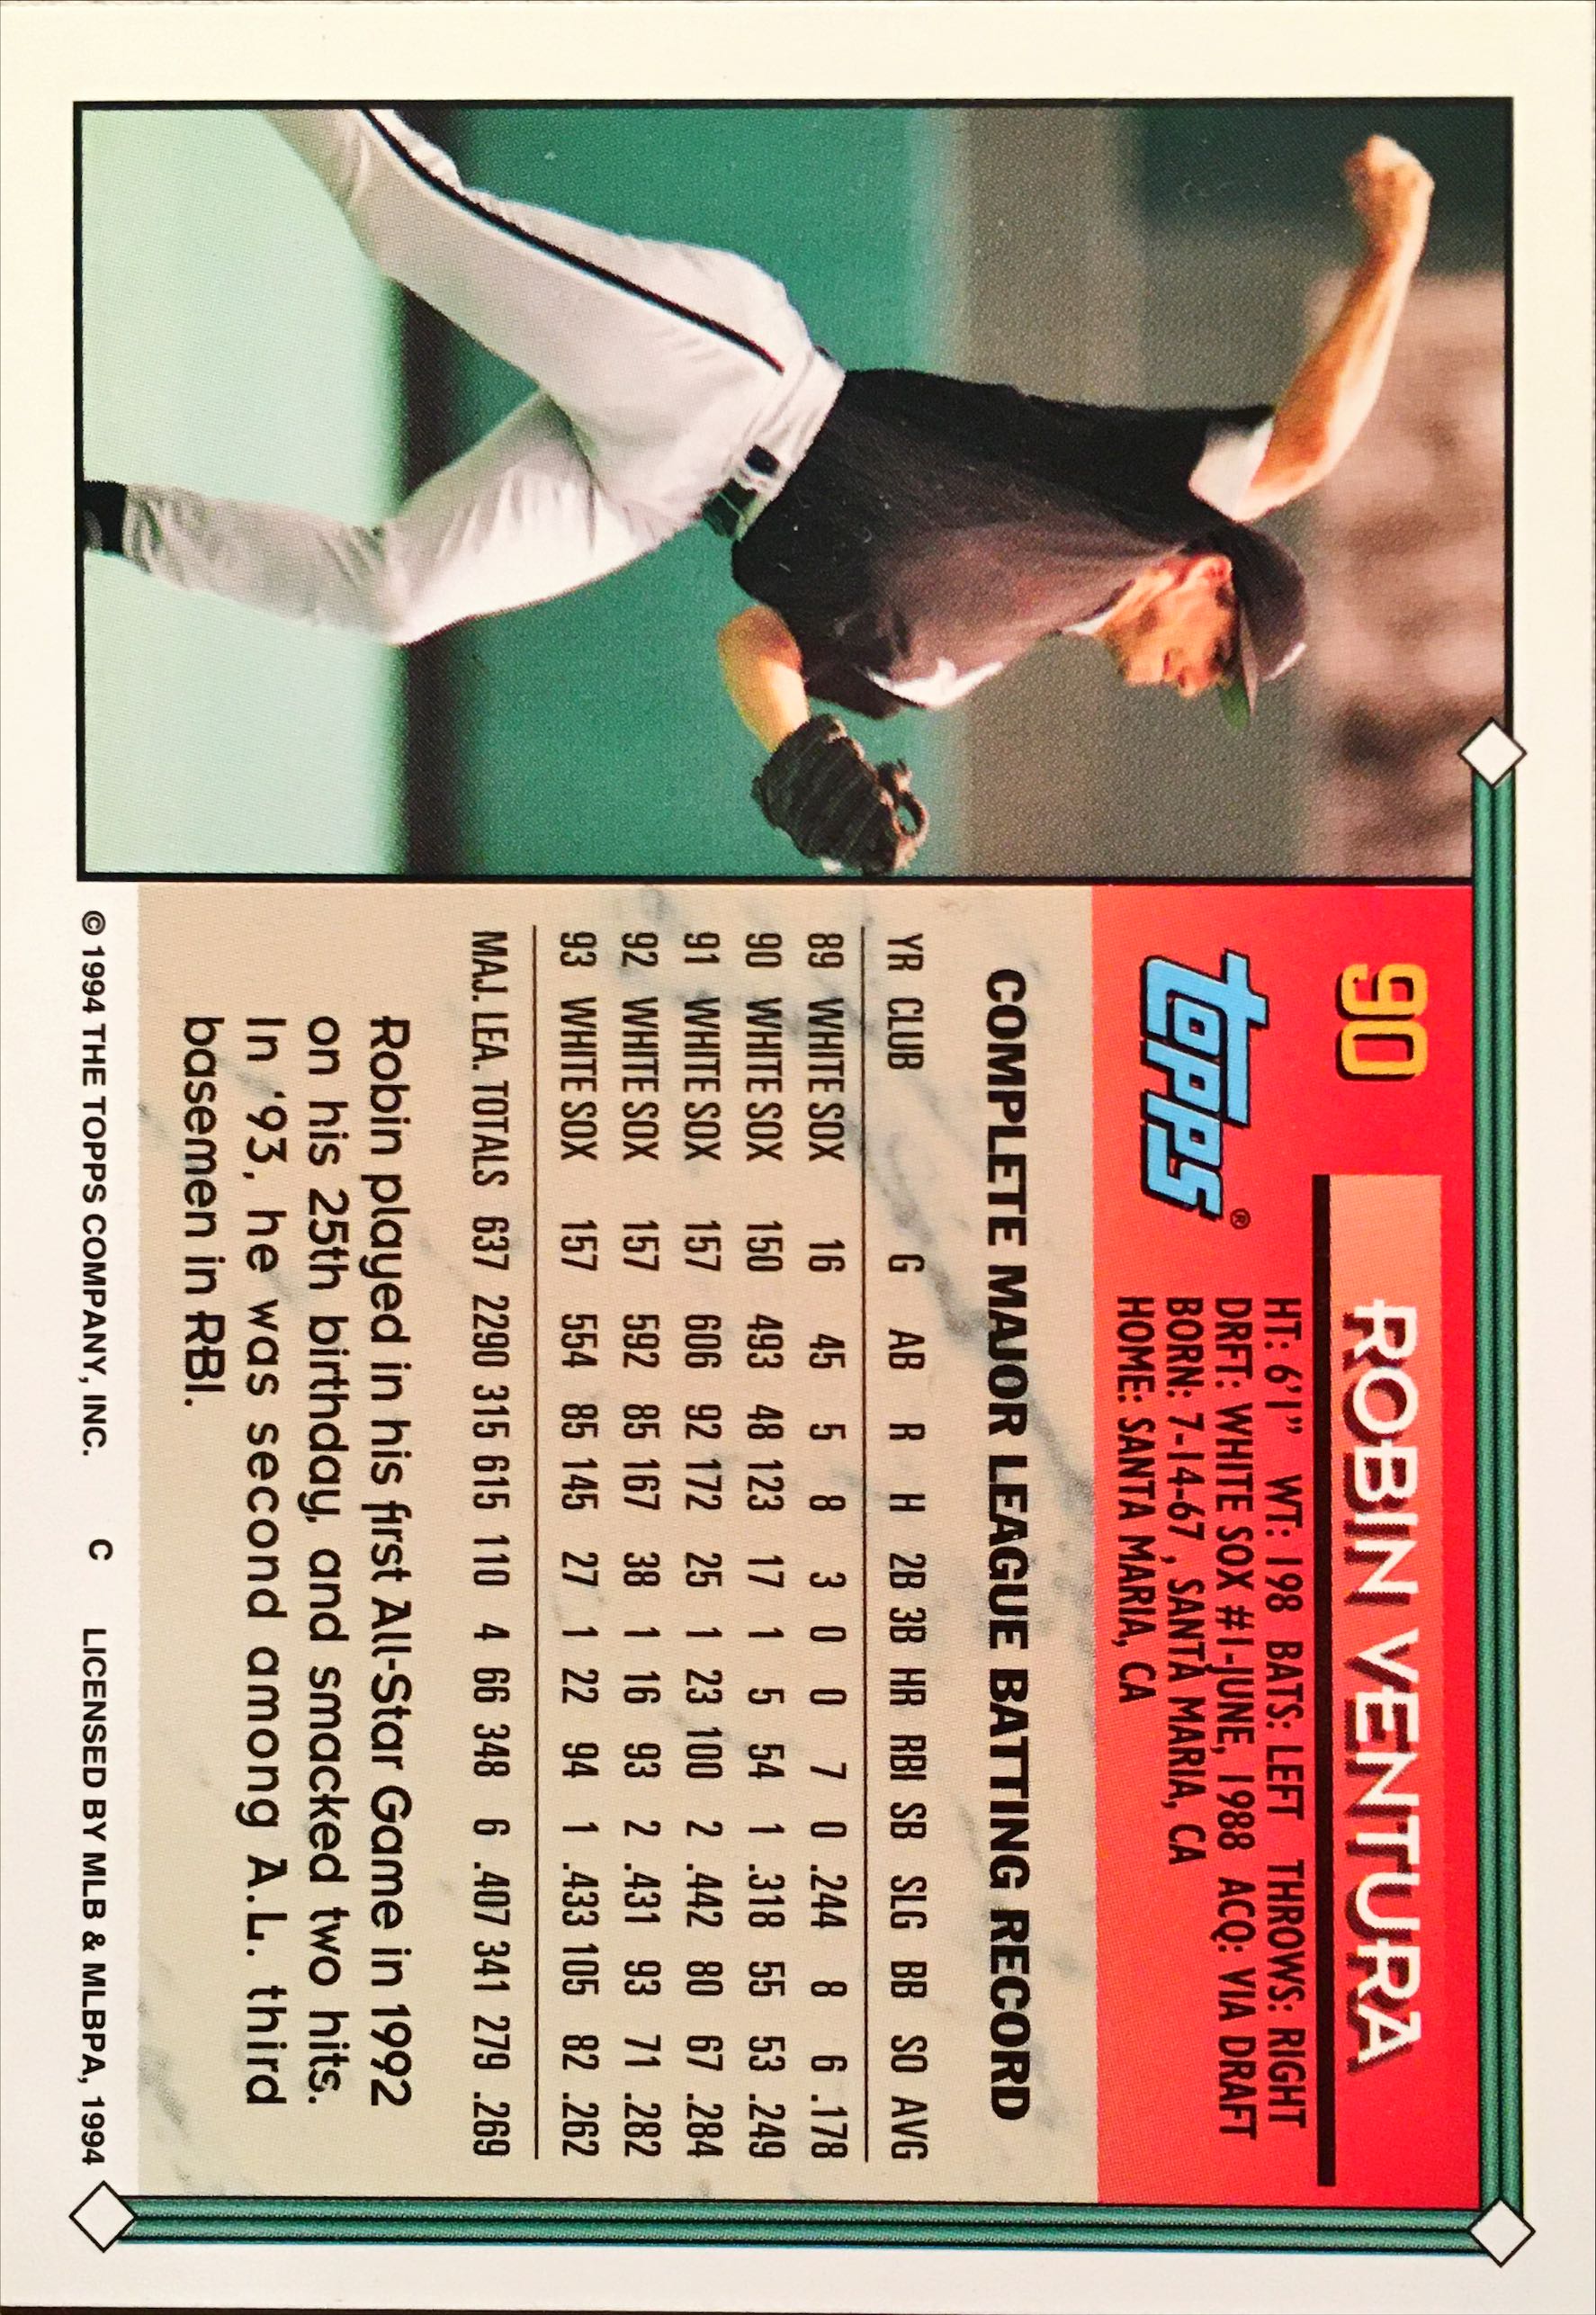 90 ROBIN VENTURA
topps®
HT: 6'1" WT: 198 BATS: LEFT THROWS: RIGHT
DRFT: WHITE SOX #1-JUNE, 1988 ACQ: VIA DRAFT
BORN: 7-14-67 , SANTA MARIA, CA
HOME: SANTA MARIA, CA
COMPLETE MAJOR LEAGUE BATTING RECORD
YR CLUB G AB R H 2B 3B HR RBI SB SLG BB SO AVG
89 WHITE SOX 16 45 5 8 3 0 0 7 0 .244 8 6 .178
90 WHITE SOX 150 493 48 123 17 1 5 54 1 .318 55 53 .249
91 WHITE SOX 157 606 92 172 25 1 23 100 2 .442 80 67 .284
92 WHITE SOX 157 592 85 167 38 1 16 93 2 .431 93 71 .282
93 WHITE SOX 157 554 85 145 27 1 22 94 1 .433 105 82 .262
MAJ. LEA. TOTALS 637 2290 315 615 110 4 66 348 6 .407 341 279 .269
Robin played in his first All-Star Game in 1992
on his 25th birthday, and smacked two hits.
In '93, he was second among A.L. third
basemen in RBI.
© 1994 THE TOPPS COMPANY, INC. C LICENSED BY MLB & MLBPA, 1994